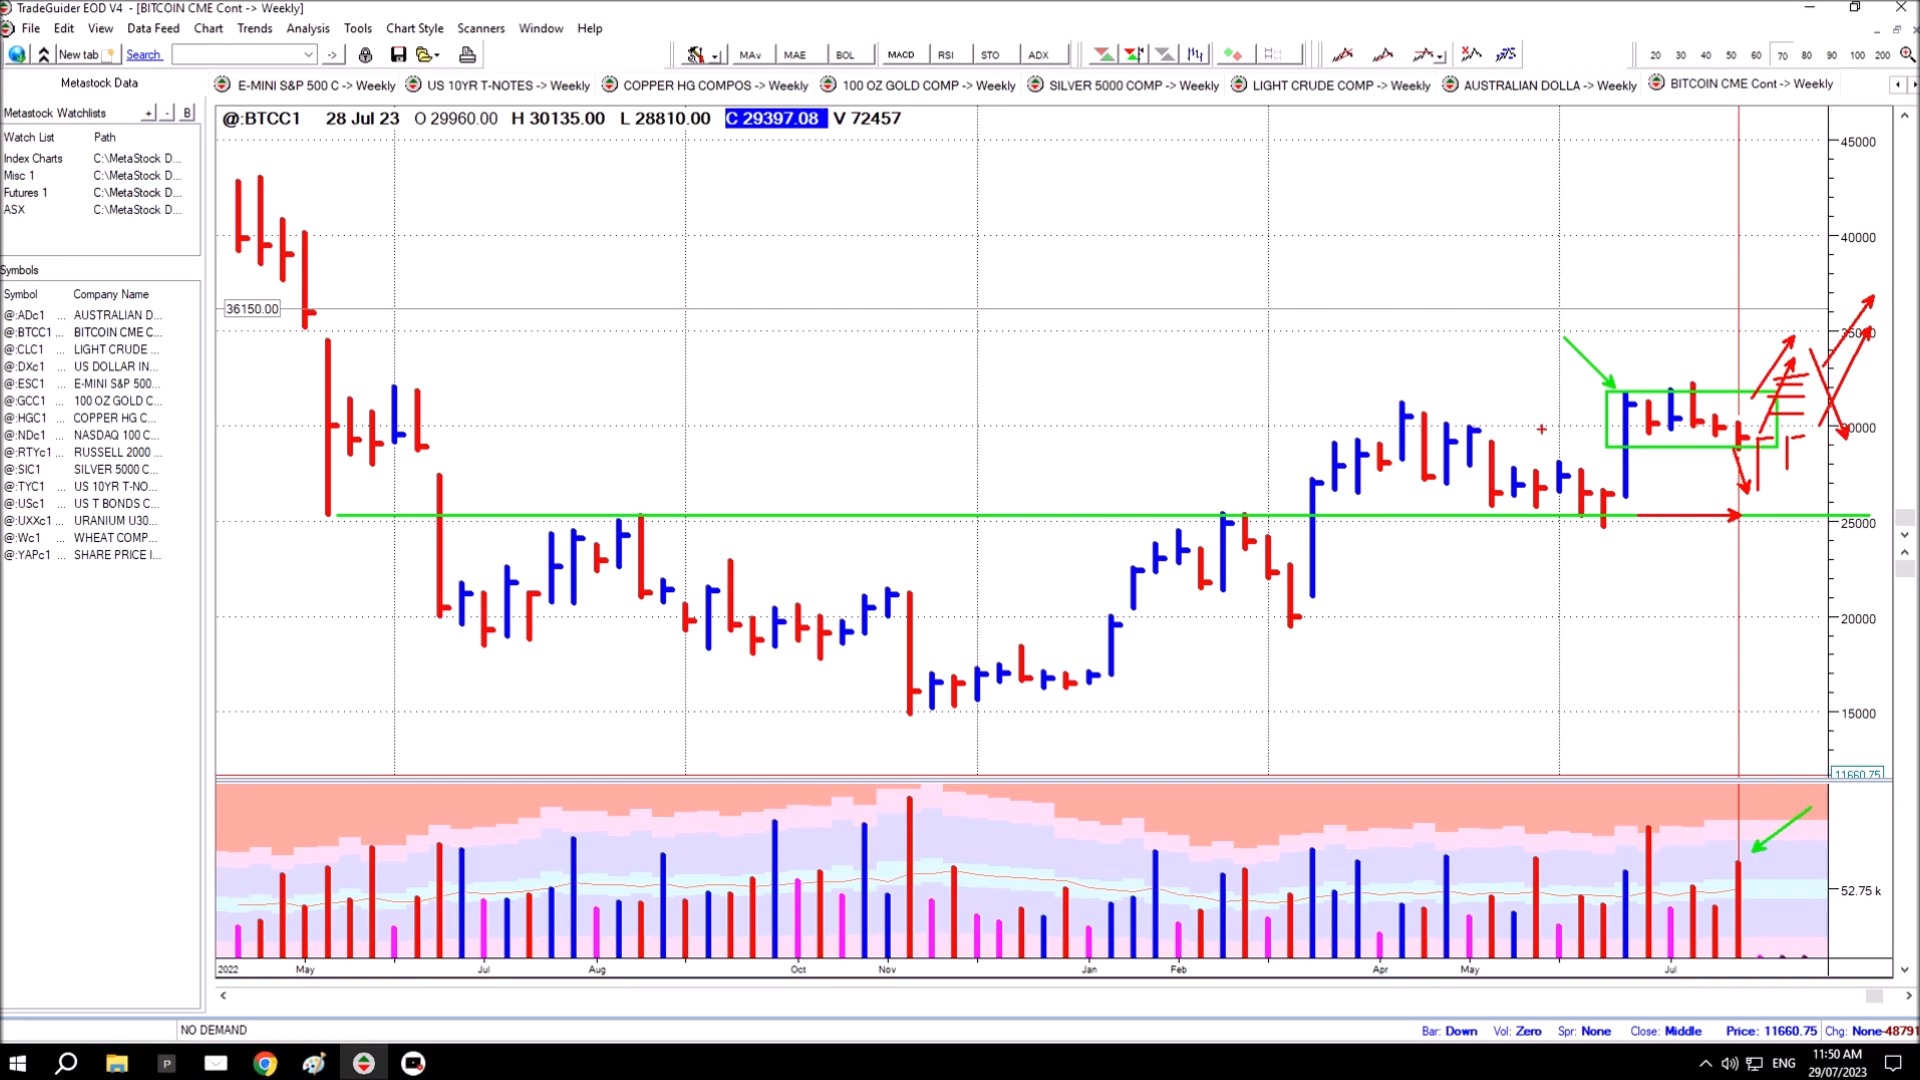 TradeGuider EOD V4 - [BITCOIN CME Cont -> Weekly]
File Edit View Data Feed Chart Trends Analysis Tools Chart Style Scanners Window Help
New tab Search -> MAv MAE BOL MACD RSI STO ADX 20 30 40 50 60 70 80 90 100 200
Metastock Data
E-MINI S&P 500 C -> Weekly US 10YR T-NOTES -> Weekly COPPER HG COMPOS -> Weekly 100 OZ GOLD COMP -> Weekly SILVER 5000 COMP -> Weekly LIGHT CRUDE COMP -> Weekly AUSTRALIAN DOLLA -> Weekly BITCOIN CME Cont -> Weekly
Metastock Watchlists + - B
Watch List Path
Index Charts C:\MetaStock D...
Misc 1 C:\MetaStock D...
Futures 1 C:\MetaStock D...
ASX C:\MetaStock D...
Symbols
Symbol Company Name
@:ADc1 ... AUSTRALIAN D...
@:BTCC1 ... BITCOIN CME C...
@:CLC1 ... LIGHT CRUDE ...
@:DXc1 ... US DOLLAR IN...
@:ESC1 ... E-MINI S&P 500...
@:GCC1 ... 100 OZ GOLD C...
@:HGC1 ... COPPER HG C...
@:NDc1 ... NASDAQ 100 C...
@:RTYc1 ... RUSSELL 2000 ...
@:SIC1 ... SILVER 5000 C...
@:TYC1 ... US 10YR T-NO...
@:USc1 ... US T BONDS C...
@:UXXc1 ... URANIUM U30...
@:Wc1 ... WHEAT COMP...
@:YAPc1 ... SHARE PRICE I...
@:BTCC1 28 Jul 23 O 29960.00 H 30135.00 L 28810.00 C 29397.08 V 72457
45000
40000
36150.00
35000
30000
25000
20000
15000
11660.75
52.75 k
2022 May Jul Aug Oct Nov Jan Feb Apr May Jul
NO DEMAND Bar: Down Vol: Zero Spr: None Close: Middle Price: 11660.75 Chg: None-48791
P ENG 11:50 AM
29/07/2023